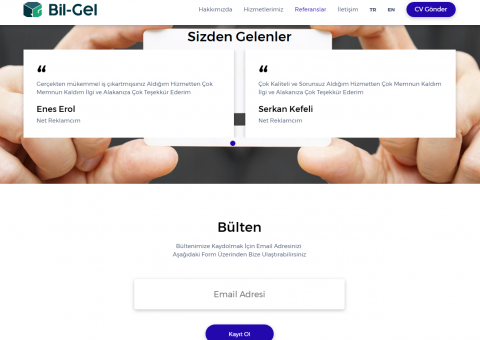 Bil-Gel
Hakkımızda Hizmetlerimiz Referanslar İletişim TR EN CV Gönder
Sizden Gelenler
“ “
Gerçekten mükemmel iş çıkartmışsınız Aldığım Hizmetten Çok
Memnun Kaldım İlgi ve Alakanıza Çok Teşekkür Ederim
Enes Erol
Net Reklamcım
Çok Kaliteli ve Sorunsuz Aldığım Hizmetten Çok Memnun Kaldım
İlgi ve Alakanıza Çok Teşekkür Ederim
Serkan Kefeli
Net Reklamcım
Bülten
Bültenimize Kaydolmak İçin Email Adresinizi
Aşağıdaki Form Üzerinden Bize Ulaştırabilirsiniz
Email Adresi
Kayıt Ol